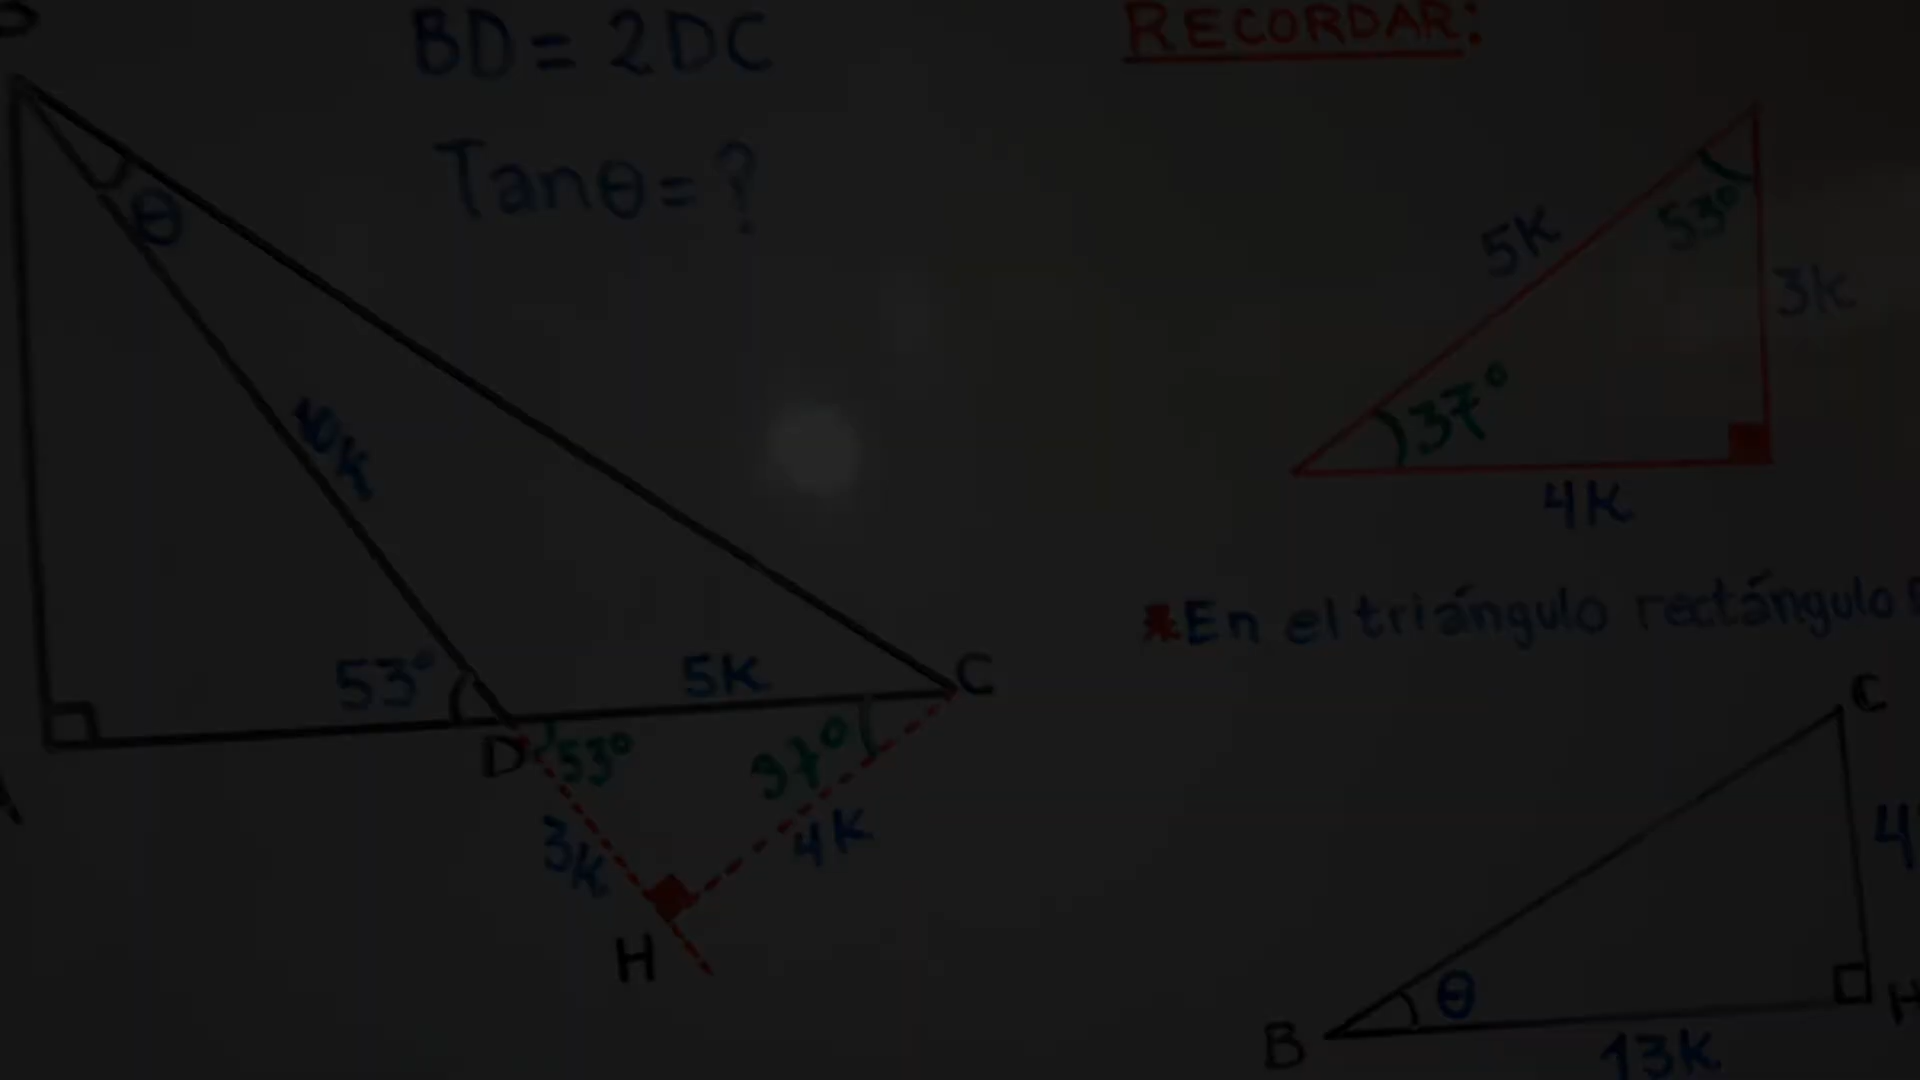 BD = 2DC
Tanθ = ?
θ
10K
53°
5K
C
D
53°
37°
3K
4K
H
RECORDAR:
5K
53°
3K
37°
4K
*En el triángulo rectángulo
C
θ
B
13K